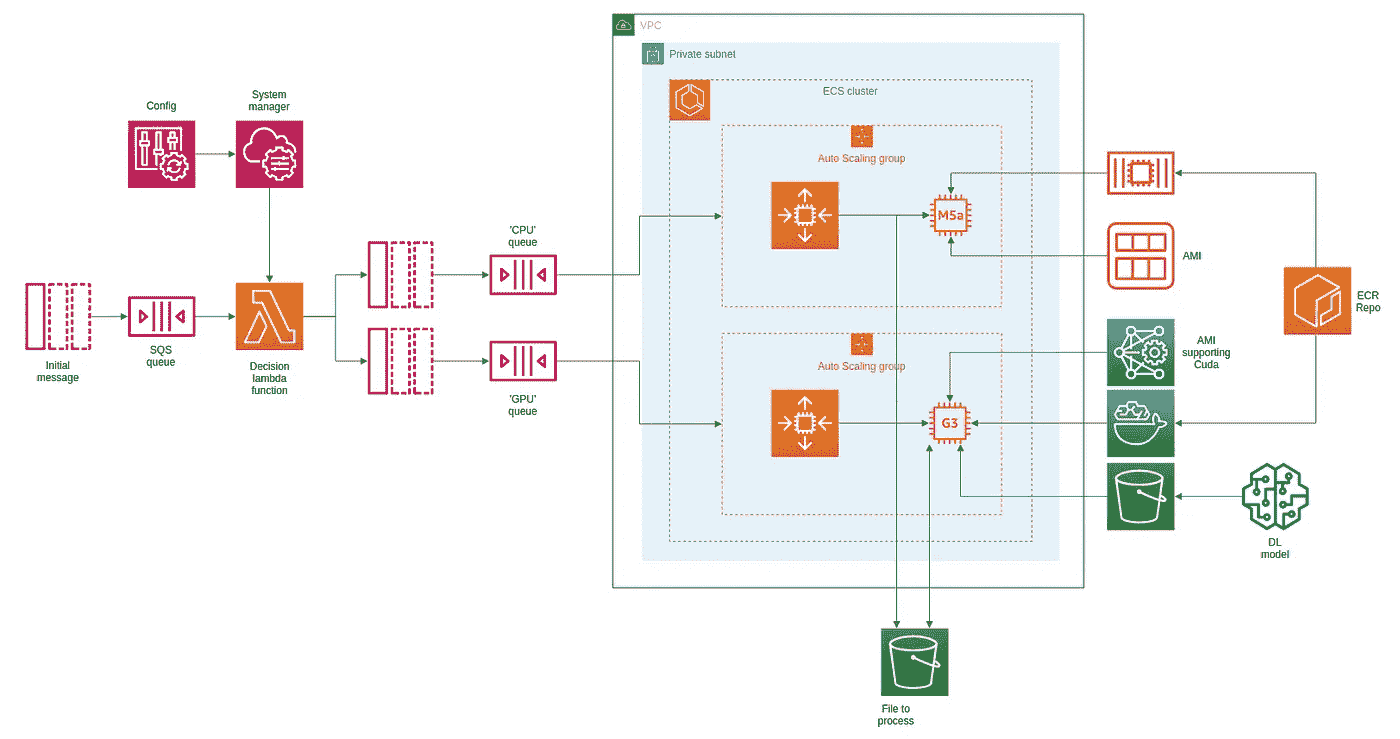 VPC
Private subnet
ECS cluster
Config
System
manager
Auto Scaling group
M5a
AMI
'CPU'
queue
ECR
Repo
Initial
message
SQS
queue
Decision
lambda
function
'GPU'
queue
Auto Scaling group
G3
AMI
supporting
Cuda
DL
model
File to
process